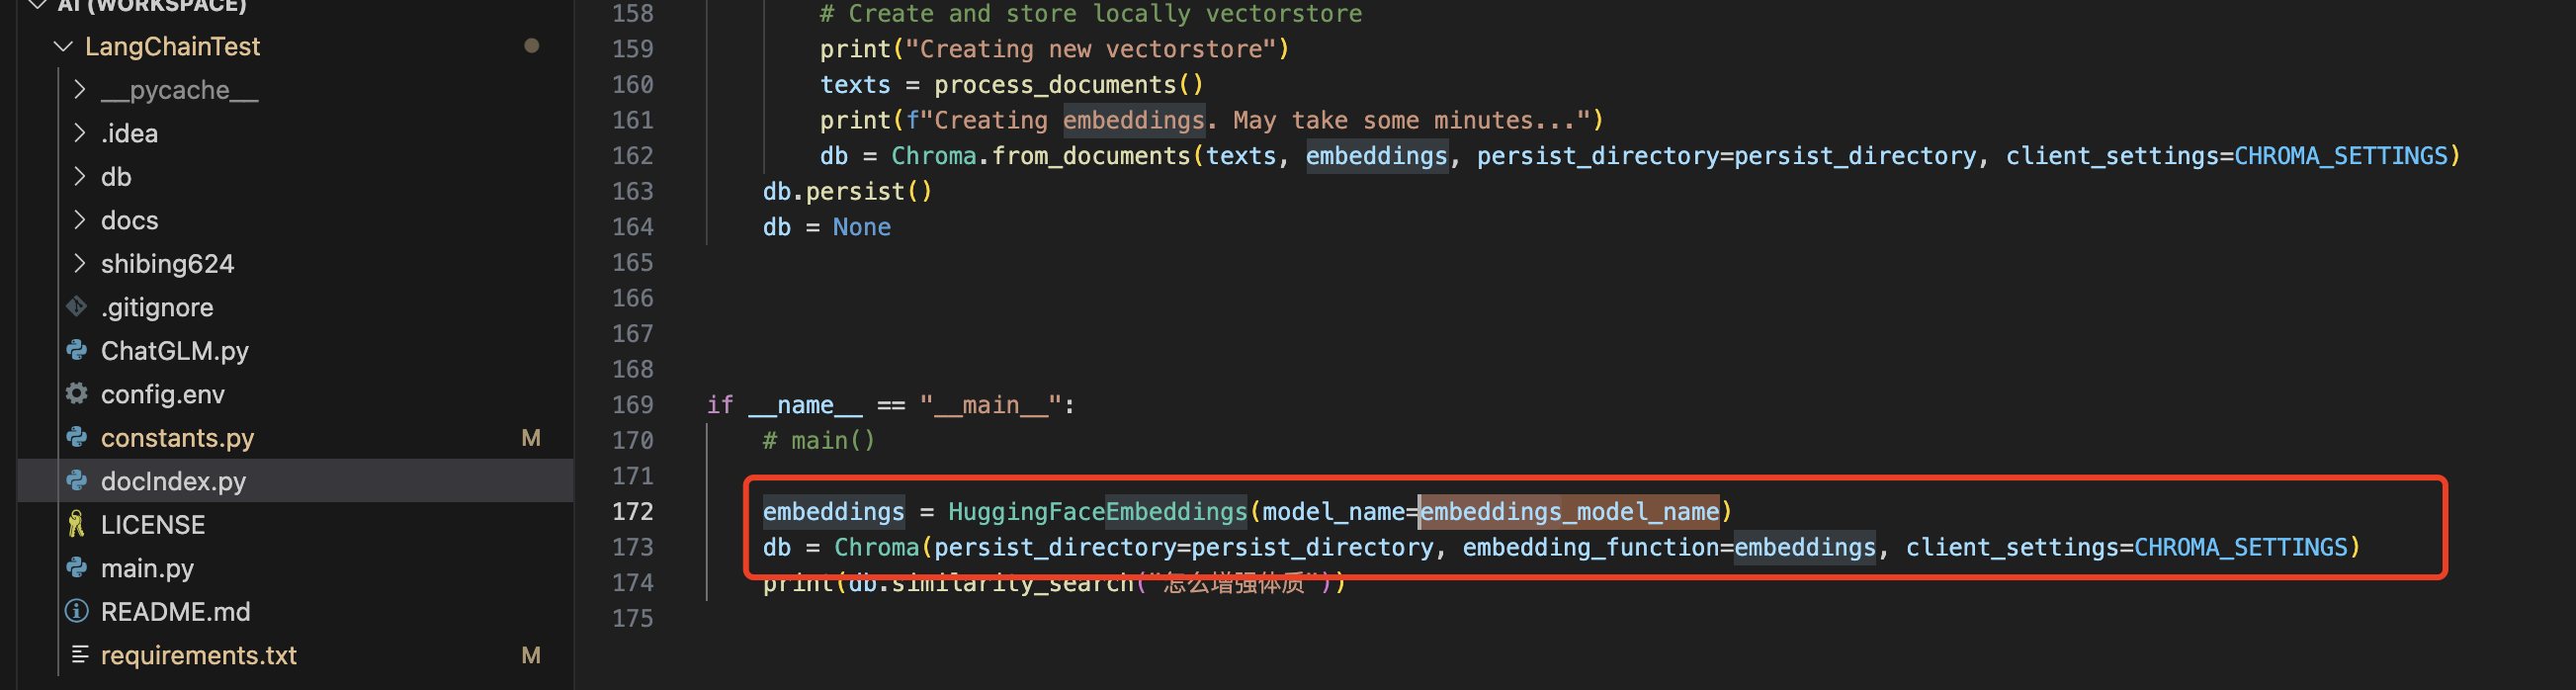 AI (WORKSPACE)
LangChainTest
__pycache__
.idea
db
docs
shibing624
.gitignore
ChatGLM.py
config.env
constants.py M
docIndex.py
LICENSE
main.py
README.md
requirements.txt M
158 # Create and store locally vectorstore
159 print("Creating new vectorstore")
160 texts = process_documents()
161 print(f"Creating embeddings. May take some minutes...")
162 db = Chroma.from_documents(texts, embeddings, persist_directory=persist_directory, client_settings=CHROMA_SETTINGS)
163 db.persist()
164 db = None
165
166
167
168
169 if __name__ == "__main__":
170 # main()
171
172 embeddings = HuggingFaceEmbeddings(model_name=embeddings_model_name)
173 db = Chroma(persist_directory=persist_directory, embedding_function=embeddings, client_settings=CHROMA_SETTINGS)
174 print(db.similarity_search("怎么增强体质"))
175